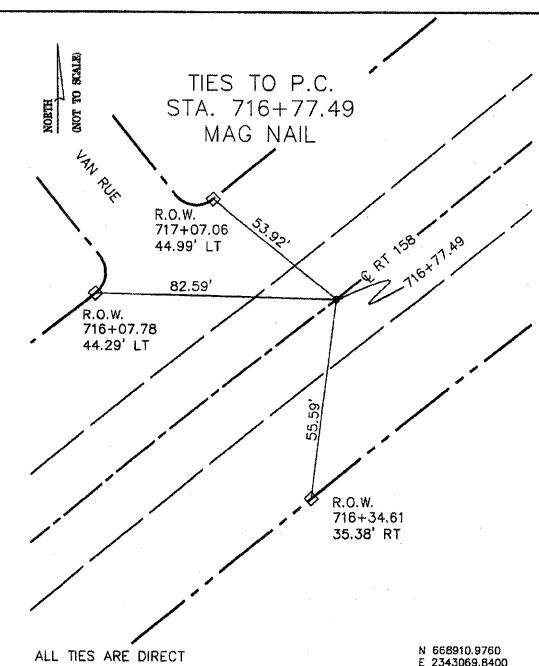 TIES TO P.C.
STA. 716+77.49
MAG NAIL
NORTH
(NOT TO SCALE)
VAN RUE
R.O.W.
717+07.06
44.99' LT
53.92'
℄ RT 158
716+77.49
82.59'
R.O.W.
716+07.78
44.29' LT
55.59'
R.O.W.
716+34.61
35.38' RT
ALL TIES ARE DIRECT
N 668910.9760
E 2343069.8400